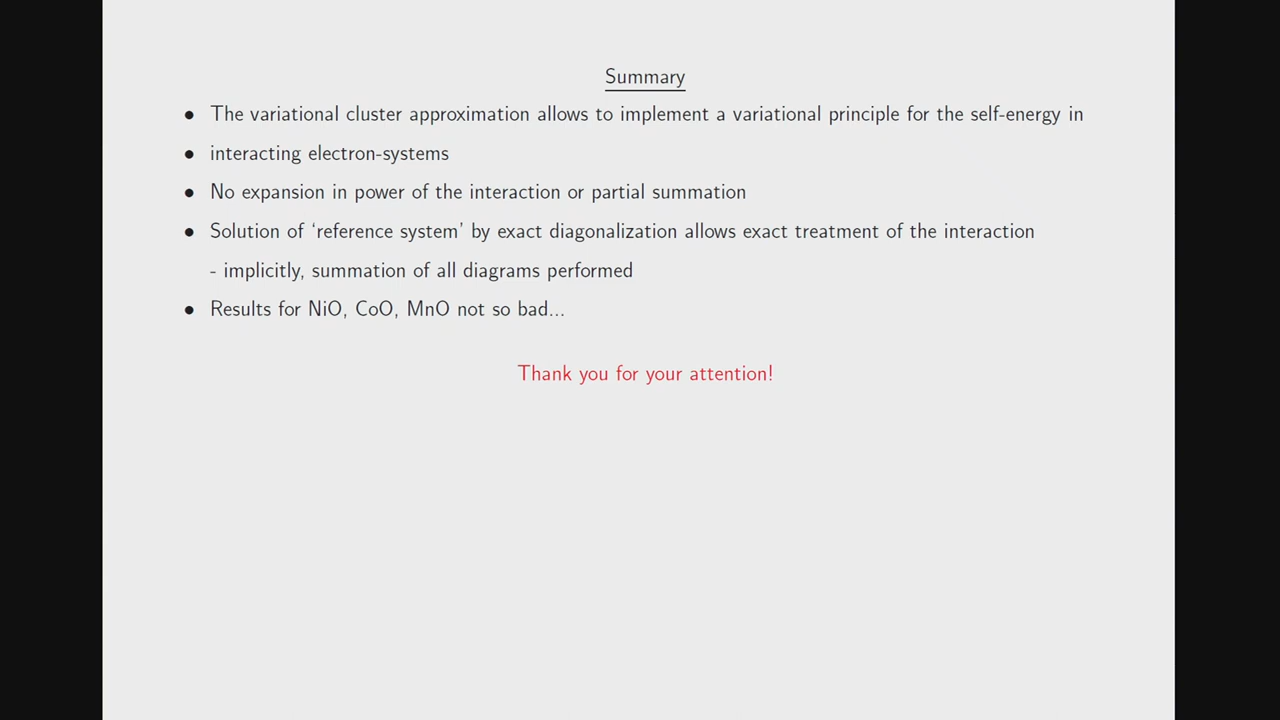 Summary
● The variational cluster approximation allows to implement a variational principle for the self-energy in
● interacting electron-systems
● No expansion in power of the interaction or partial summation
● Solution of ‘reference system’ by exact diagonalization allows exact treatment of the interaction
- implicitly, summation of all diagrams performed
● Results for NiO, CoO, MnO not so bad...
Thank you for your attention!